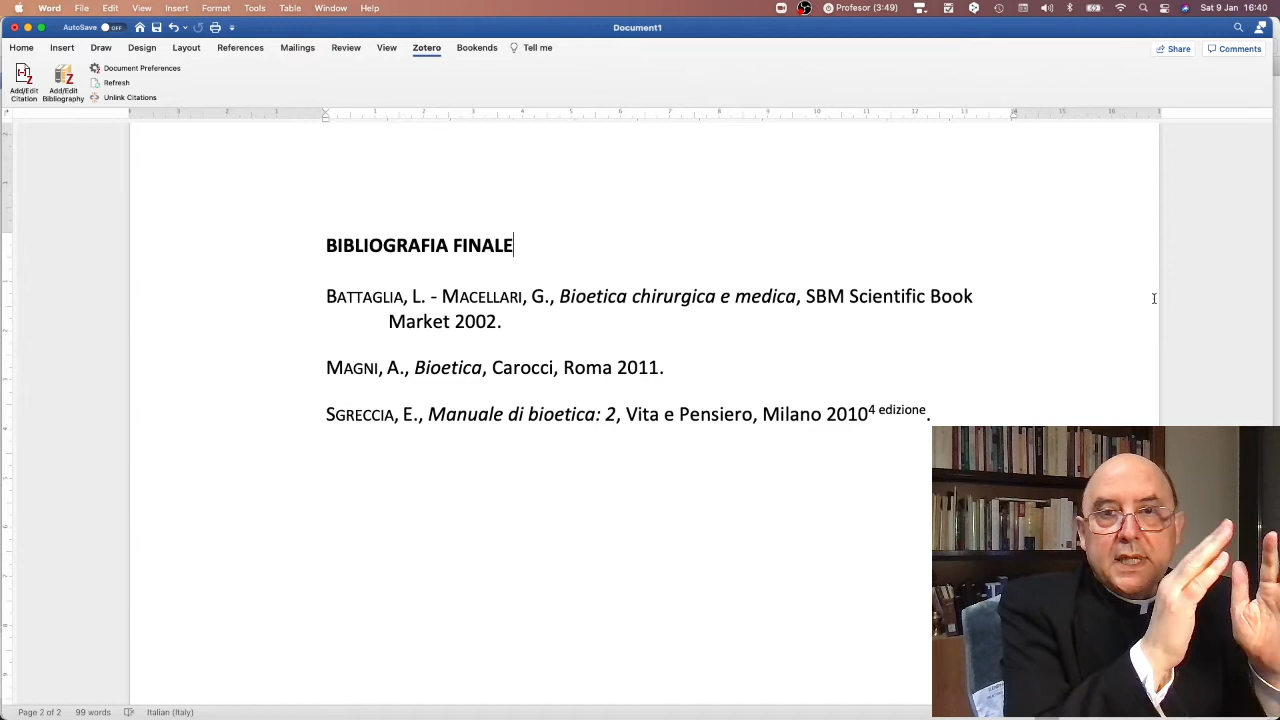 Word File Edit View Insert Format Tools Table Window Help Profesor (3:49) Sat 9 Jan 16:40
AutoSave OFF Document1
Home Insert Draw Design Layout References Mailings Review View Zotero Bookends Tell me Share Comments
Add/Edit Citation
Add/Edit Bibliography
Document Preferences
Refresh
Unlink Citations
BIBLIOGRAFIA FINALE
BATTAGLIA, L. - MACELLARI, G., Bioetica chirurgica e medica, SBM Scientific Book
Market 2002.
MAGNI, A., Bioetica, Carocci, Roma 2011.
SGRECCIA, E., Manuale di bioetica: 2, Vita e Pensiero, Milano 2010⁴ edizione.
Page 2 of 2 99 words Italian (Italy)